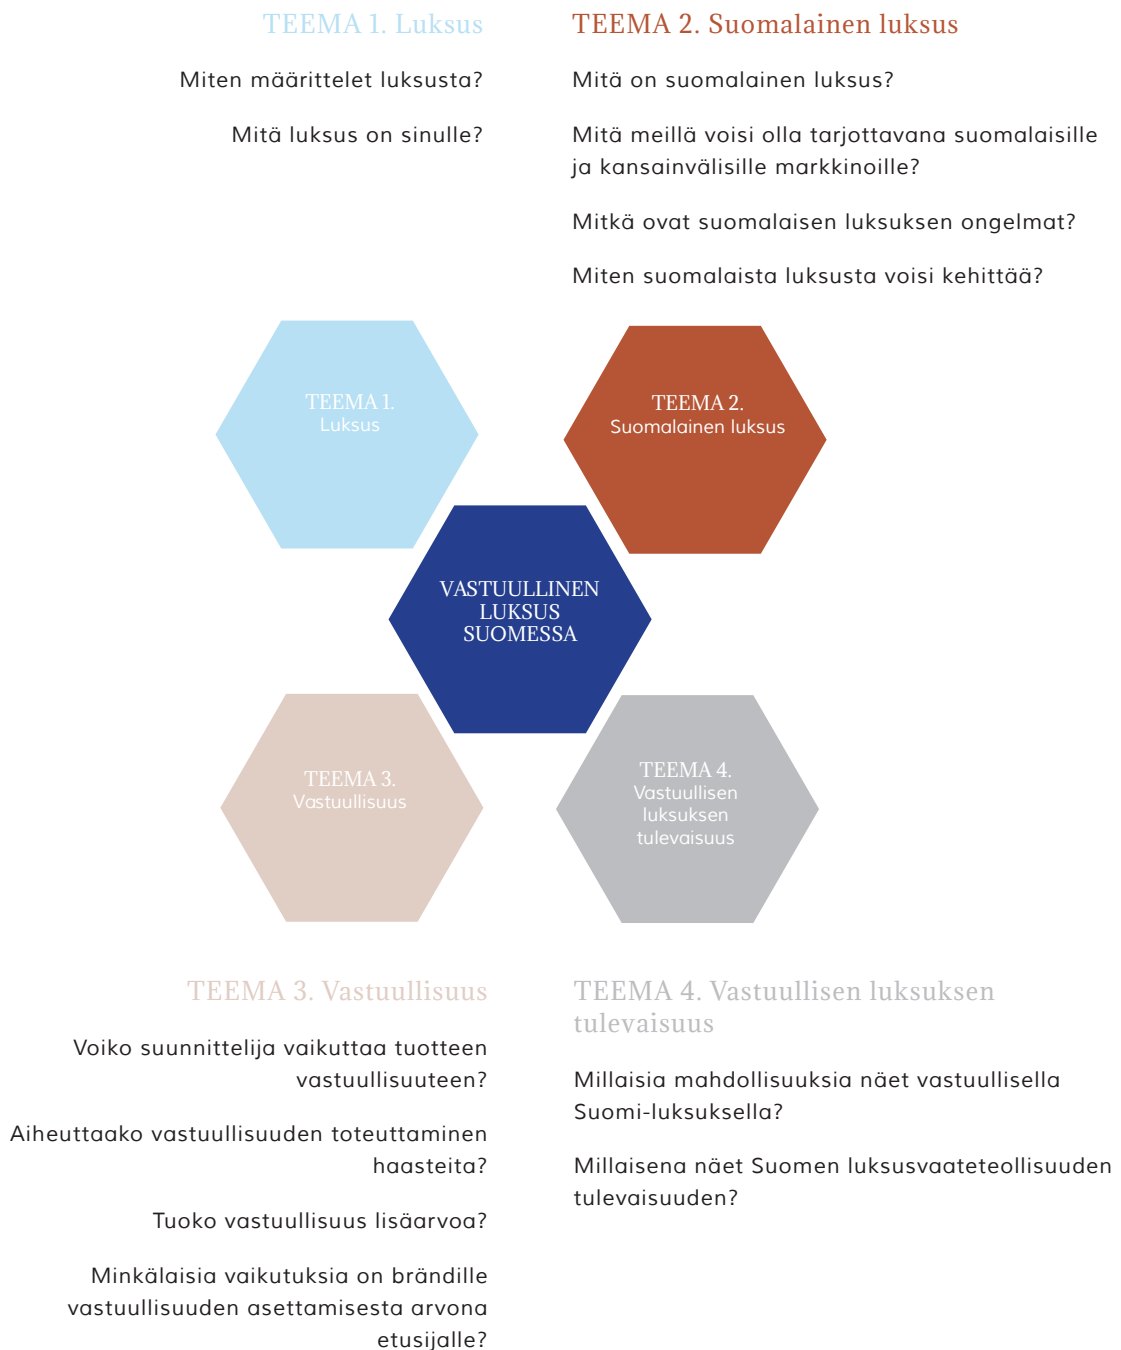 TEEMA 1. Luksus
Miten määrittelet luksusta?
Mitä luksus on sinulle?
TEEMA 2. Suomalainen luksus
Mitä on suomalainen luksus?
Mitä meillä voisi olla tarjottavana suomalaisille
ja kansainvälisille markkinoille?
Mitkä ovat suomalaisen luksuksen ongelmat?
Miten suomalaista luksusta voisi kehittää?
TEEMA 1.
Luksus
TEEMA 2.
Suomalainen luksus
VASTUULLINEN
LUKSUS
SUOMESSA
TEEMA 3.
Vastuullisuus
TEEMA 4.
Vastuullisen
luksuksen
tulevaisuus
TEEMA 3. Vastuullisuus
Voiko suunnittelija vaikuttaa tuotteen
vastuullisuuteen?
Aiheuttaako vastuullisuuden toteuttaminen
haasteita?
Tuoko vastuullisuus lisäarvoa?
Minkälaisia vaikutuksia on brändille
vastuullisuuden asettamisesta arvona
etusijalle?
TEEMA 4. Vastuullisen luksuksen
tulevaisuus
Millaisia mahdollisuuksia näet vastuullisella
Suomi-luksuksella?
Millaisena näet Suomen luksusvaateteollisuuden
tulevaisuuden?